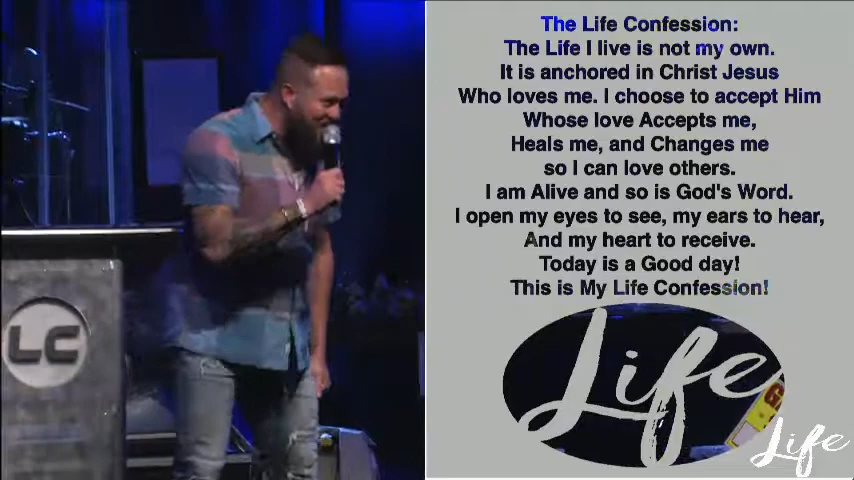 The Life Confession:
The Life I live is not my own.
It is anchored in Christ Jesus
Who loves me. I choose to accept Him
Whose love Accepts me,
Heals me, and Changes me
so I can love others.
I am Alive and so is God's Word.
I open my eyes to see, my ears to hear,
And my heart to receive.
Today is a Good day!
This is My Life Confession!
LC
Life
Life